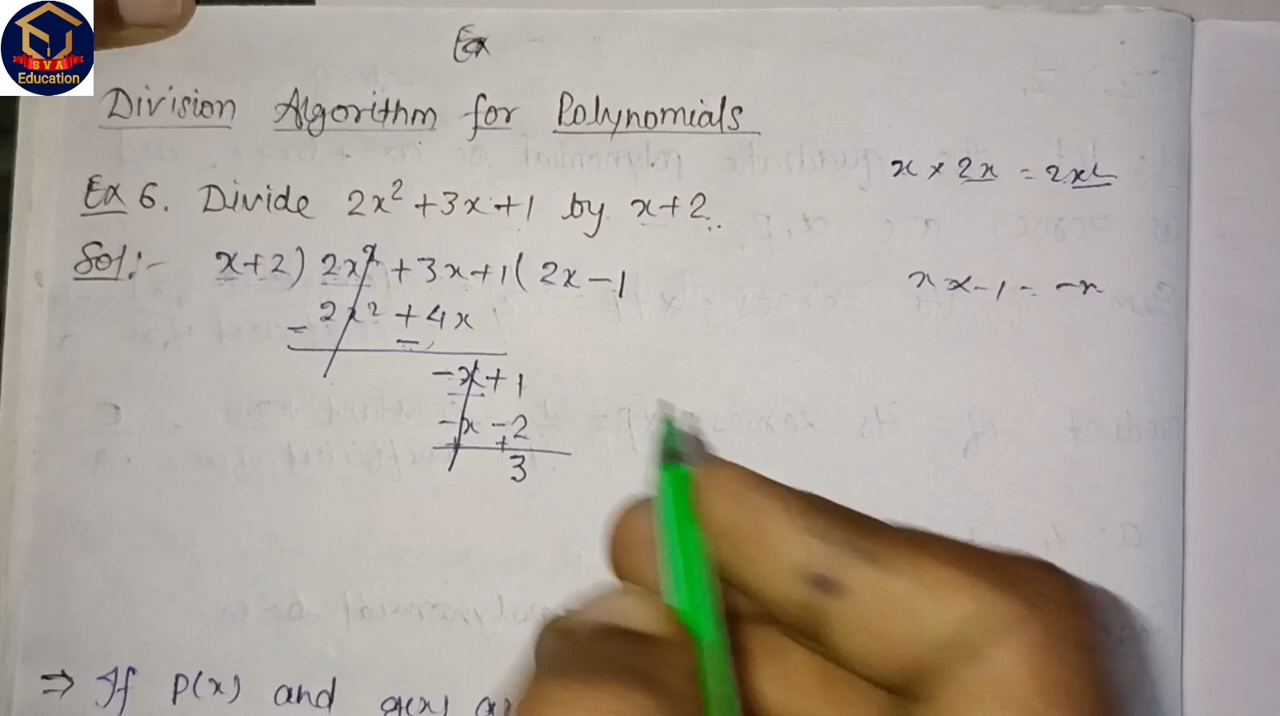 SVA
Education
Ex
Division Algorithm for Polynomials
Ex 6. Divide 2x² + 3x + 1 by x + 2.
x × 2x = 2x²
Sol:- x + 2 ) 2x² + 3x + 1 ( 2x - 1
x × -1 = -x
2x² + 4x
- -
-x + 1
-x - 2
+ +
3
⇒ If p(x) and g(x)